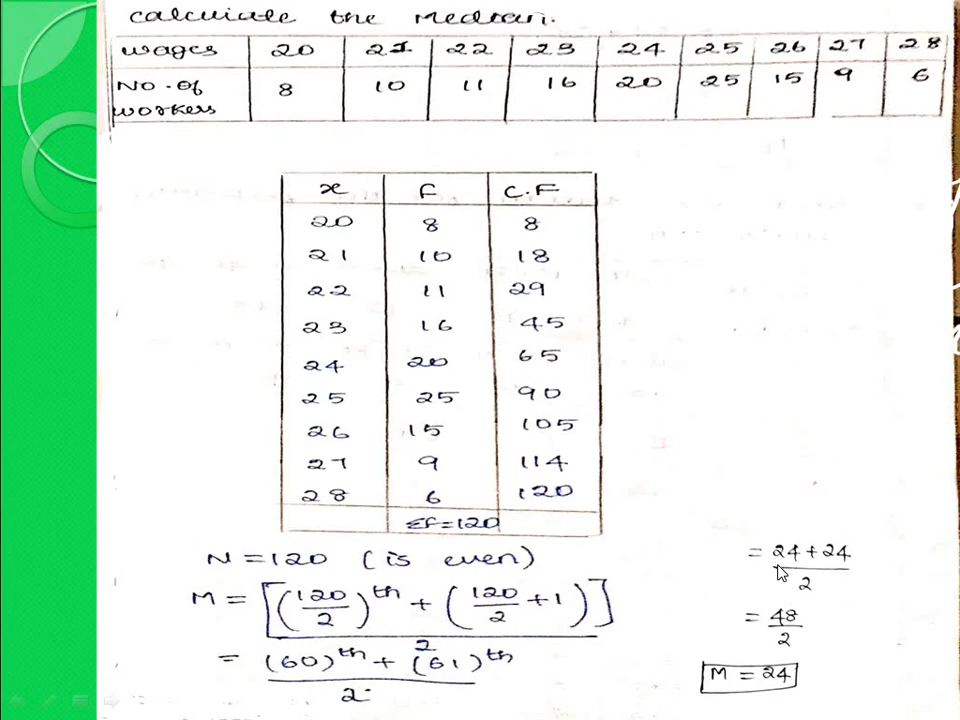 calculate the Median.
wages 20 21 22 23 24 25 26 27 28
No. of workers 8 10 11 16 20 25 15 9 6
x F C.F
20 8 8
21 10 18
22 11 29
23 16 45
24 20 65
25 25 90
26 15 105
27 9 114
28 6 120
ΣF=120
N = 120 (is even)
M = [(120/2)th + (120/2 + 1)] / 2
= (60)th + (61)th / 2
= 24 + 24 / 2
= 48 / 2
M = 24